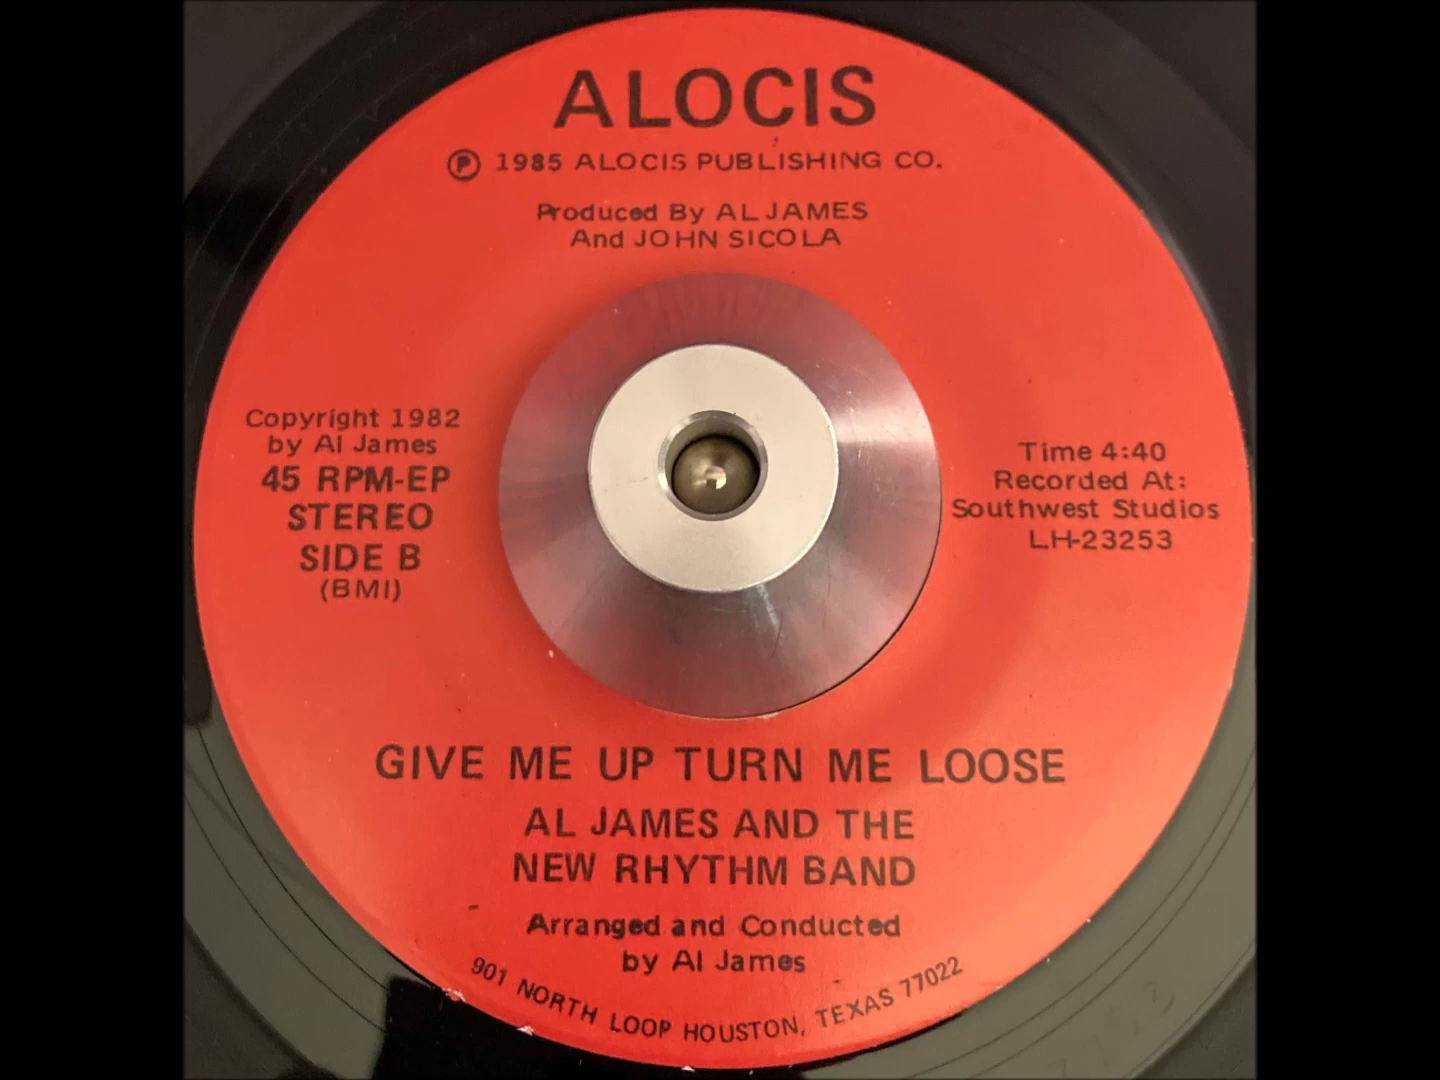 ALOCIS
℗ 1985 ALOCIS PUBLISHING CO.
Produced By AL JAMES
And JOHN SICOLA
Copyright 1982
by Al James
45 RPM-EP
STEREO
SIDE B
(BMI)
Time 4:40
Recorded At:
Southwest Studios
LH-23253
GIVE ME UP TURN ME LOOSE
AL JAMES AND THE
NEW RHYTHM BAND
Arranged and Conducted
by Al James
901 NORTH LOOP HOUSTON, TEXAS 77022